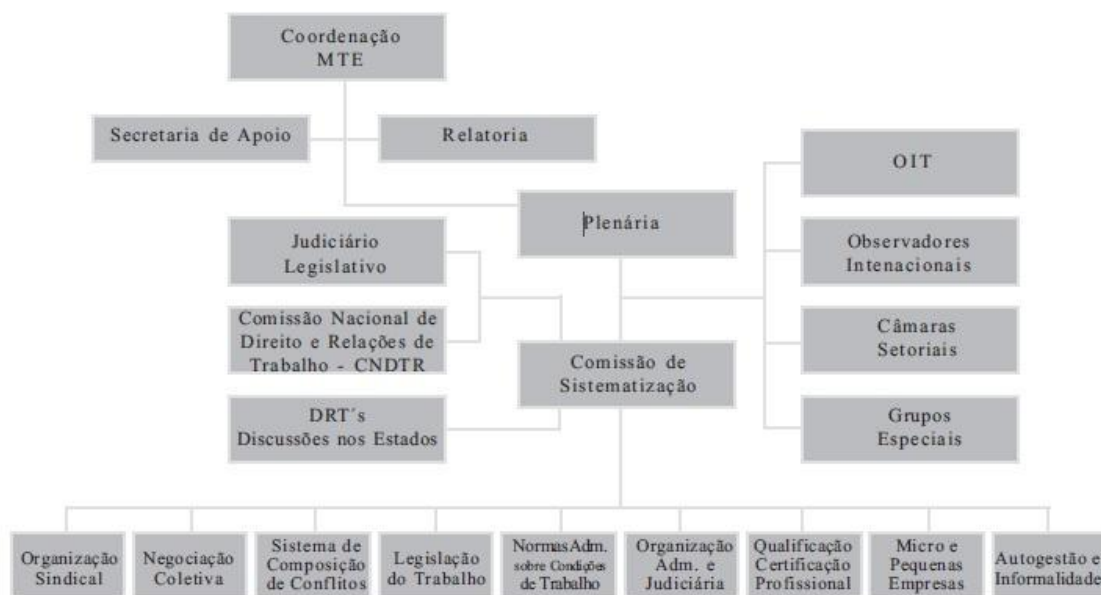 Coordenação
MTE
Secretaria de Apoio
Relatoria
OIT
Plenária
Judiciário
Legislativo
Observadores
Intenacionais
Comissão Nacional de
Direito e Relações de
Trabalho - CNDTR
Câmaras
Setoriais
Comissão de
Sistematização
DRT´s
Discussões nos Estados
Grupos
Especiais
Organização
Sindical
Negociação
Coletiva
Sistema de
Composição
de Conflitos
Legislação
do Trabalho
Normas Adm.
sobre Condições
de Trabalho
Organização
Adm. e
Judiciária
Qualificação
Certificação
Profissional
Micro e
Pequenas
Empresas
Autogestão e
Informalidade